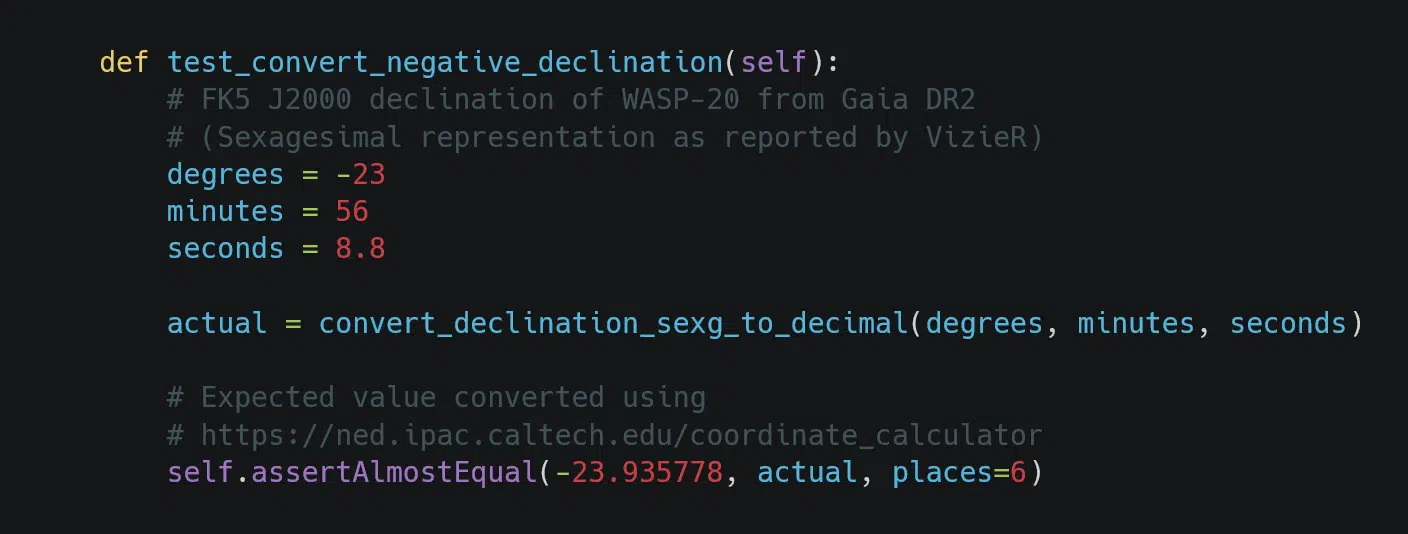 def test_convert_negative_declination(self):
# FK5 J2000 declination of WASP-20 from Gaia DR2
# (Sexagesimal representation as reported by VizieR)
degrees = -23
minutes = 56
seconds = 8.8
actual = convert_declination_sexg_to_decimal(degrees, minutes, seconds)
# Expected value converted using
# https://ned.ipac.caltech.edu/coordinate_calculator
self.assertAlmostEqual(-23.935778, actual, places=6)